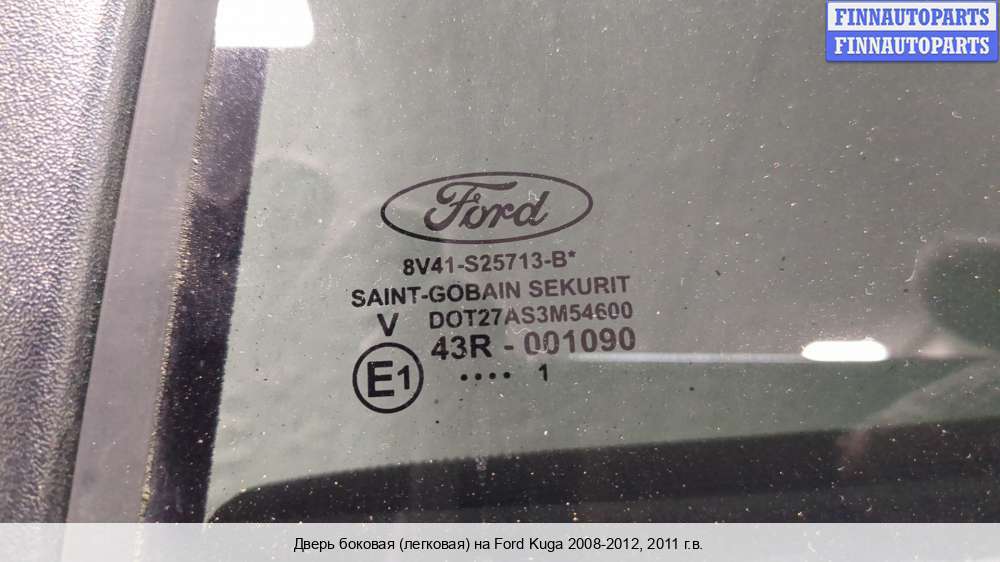 FINNAUTOPARTS
FINNAUTOPARTS
Ford
8V41-S25713-B*
SAINT-GOBAIN SEKURIT
V DOT27AS3M54600
43R - 001090
E1 .... 1
Дверь боковая (легковая) на Ford Kuga 2008-2012, 2011 г.в.